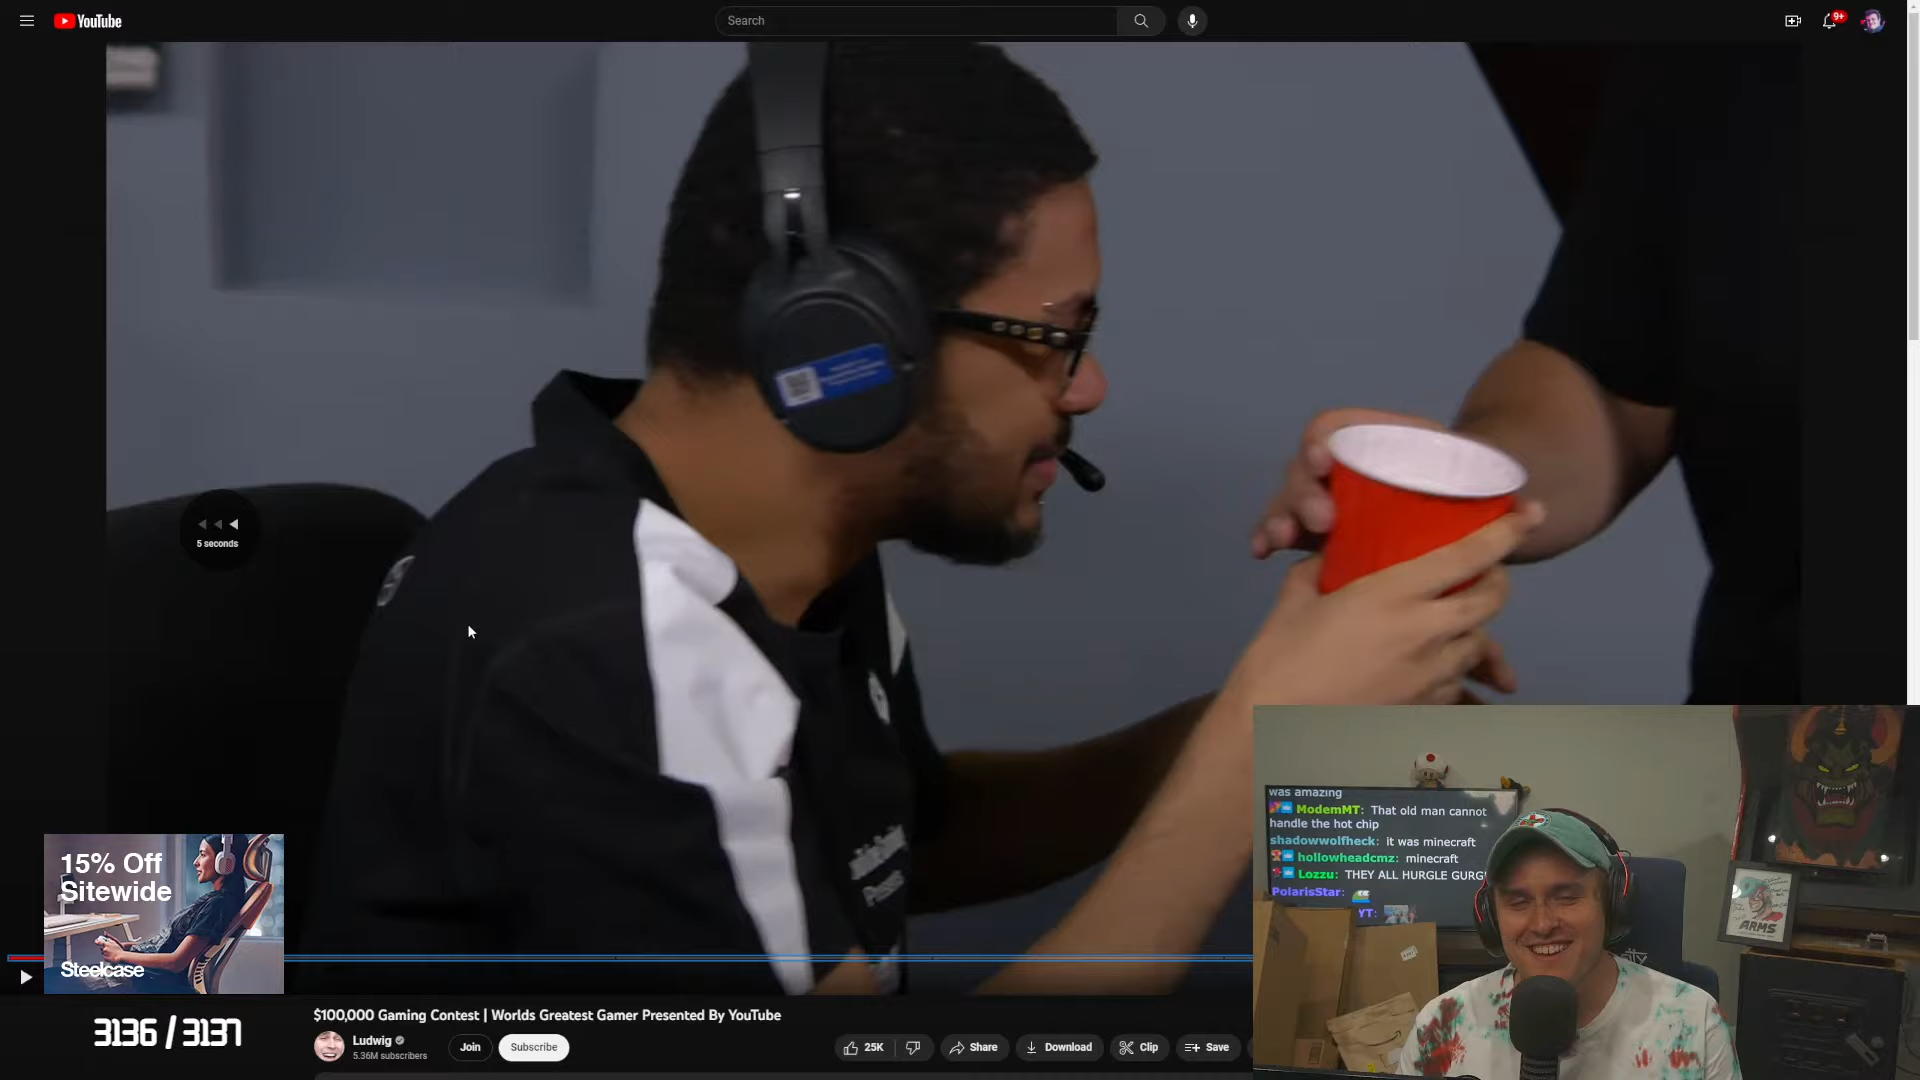 YouTube
Search
9+
5 seconds
was amazing
ModemMT: That old man cannot
handle the hot chip
shadowwolfheck: it was minecraft
hollowheadcmz: minecraft
Lozzu: THEY ALL HURGLE GURG
PolarisStar:
YT:
ARMS
15% Off
Sitewide
Steelcase
3136 / 3137
$100,000 Gaming Contest | Worlds Greatest Gamer Presented By YouTube
Ludwig
5.36M subscribers
Join
Subscribe
25K
Share
Download
Clip
Save